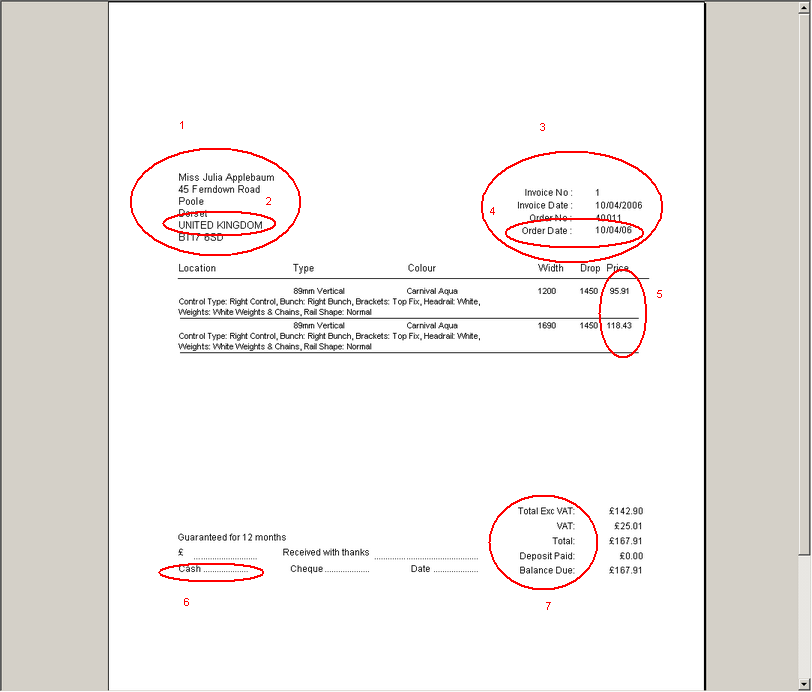 1
3
Miss Julia Applebaum
45 Ferndown Road
Poole
2
Dorset
UNITED KINGDOM
B117 6SD
Invoice No : 1
Invoice Date : 10/04/2006
4
Order No : 40011
Order Date : 10/04/06
Location Type Colour Width Drop Price
89mm Vertical Carnival Aqua 1200 1450 95.91
5
Control Type: Right Control, Bunch: Right Bunch, Brackets: Top Fix, Headrail: White,
Weights: White Weights & Chains, Rail Shape: Normal
89mm Vertical Carnival Aqua 1690 1450 118.43
Control Type: Right Control, Bunch: Right Bunch, Brackets: Top Fix, Headrail: White,
Weights: White Weights & Chains, Rail Shape: Normal
Total Exc VAT: £142.90
VAT: £25.01
Total: £167.91
Deposit Paid: £0.00
Balance Due: £167.91
Guaranteed for 12 months
£ ........................ Received with thanks ........................................
Cash ................. Cheque ................. Date .................
6
7